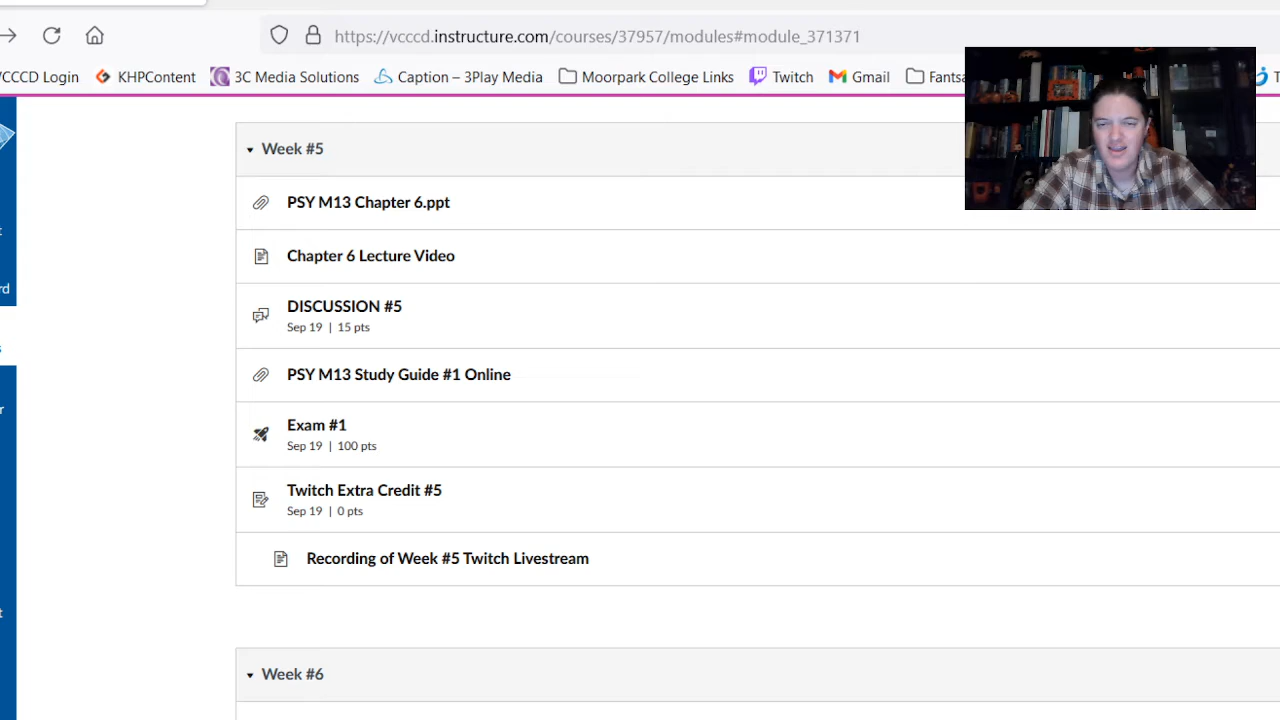 https://vcccd.instructure.com/courses/37957/modules#module_371371
VCCCD Login KHPContent 3C Media Solutions Caption – 3Play Media Moorpark College Links Twitch Gmail
Week #5
PSY M13 Chapter 6.ppt
Chapter 6 Lecture Video
DISCUSSION #5
Sep 19 | 15 pts
PSY M13 Study Guide #1 Online
Exam #1
Sep 19 | 100 pts
Twitch Extra Credit #5
Sep 19 | 0 pts
Recording of Week #5 Twitch Livestream
Week #6